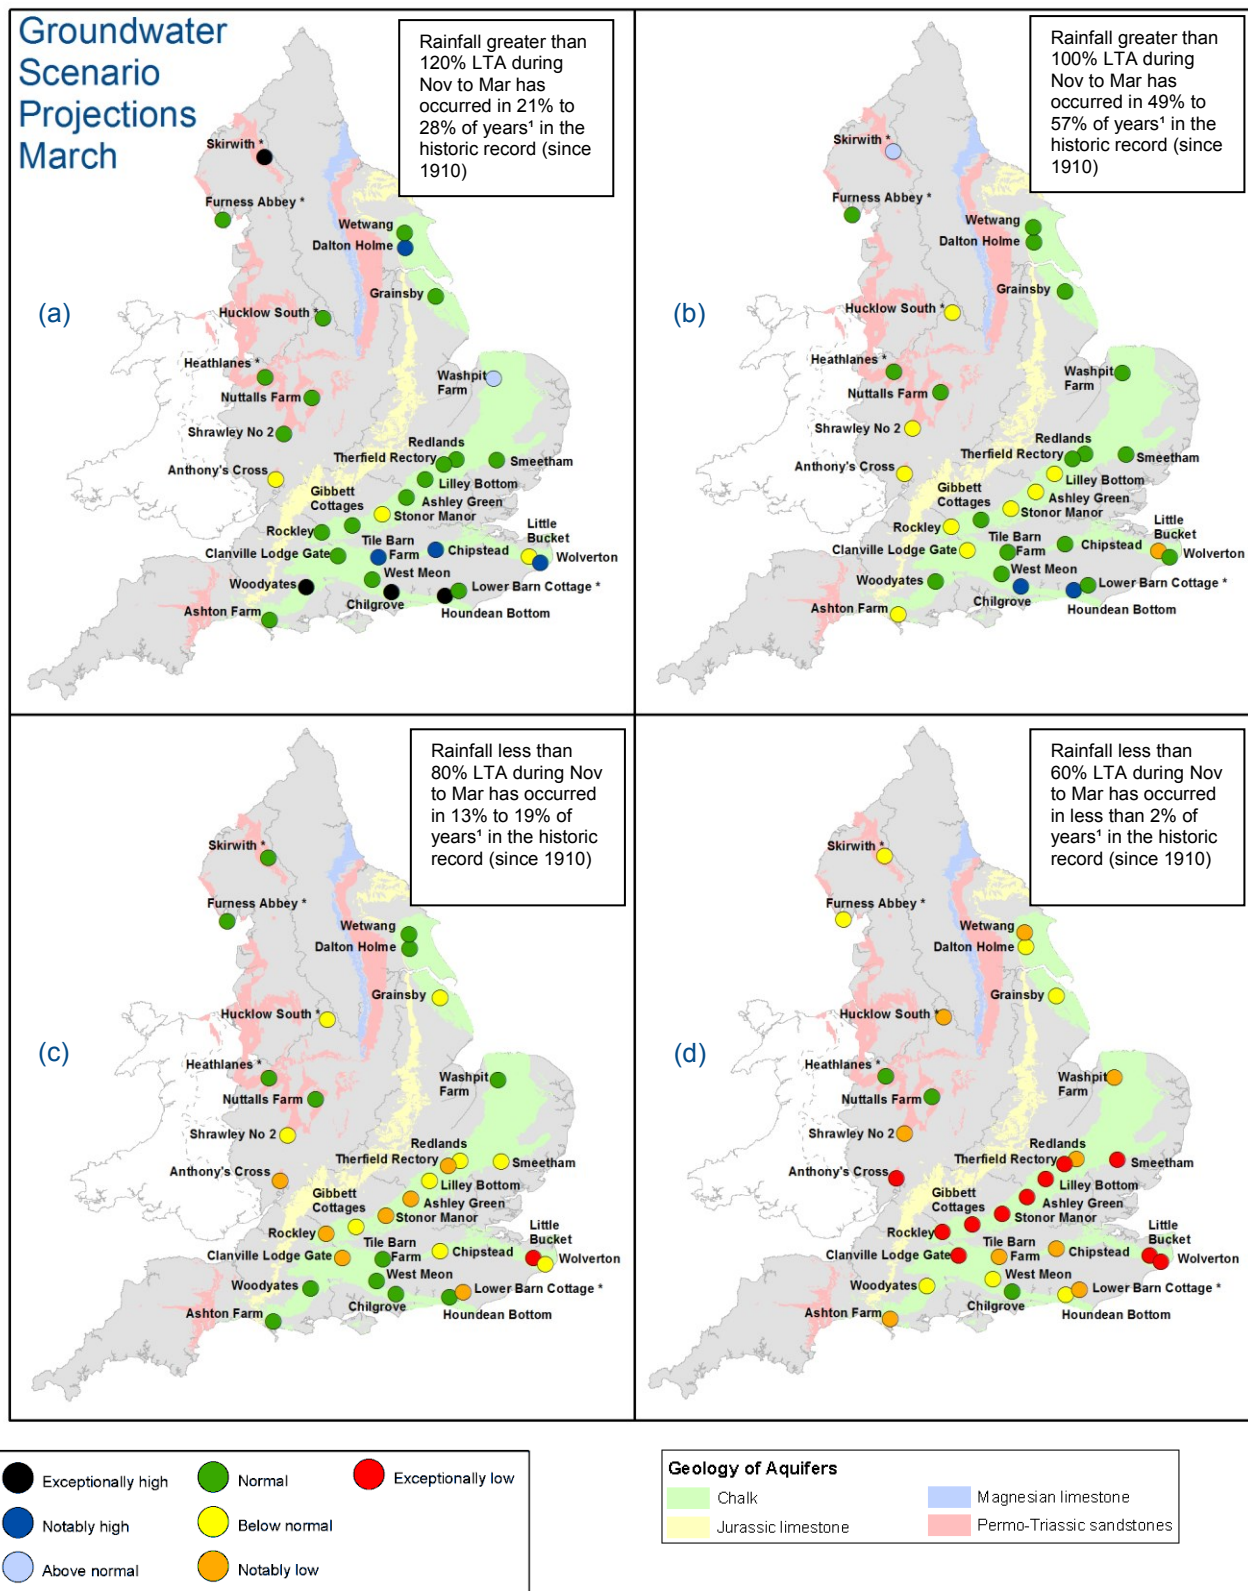 Groundwater
Scenario
Projections
March
Rainfall greater than
120% LTA during
Nov to Mar has
occurred in 21% to
28% of years¹ in the
historic record (since
1910)
(a)
Skirwith *
Furness Abbey *
Wetwang
Dalton Holme
Grainsby
Hucklow South *
Heathlanes *
Washpit
Farm
Nuttalls Farm
Shrawley No 2
Redlands
Therfield Rectory
Smeetham
Anthony's Cross
Lilley Bottom
Gibbett
Cottages
Ashley Green
Stonor Manor
Rockley
Little
Bucket
Tile Barn
Farm
Clanville Lodge Gate
Chipstead
Wolverton
West Meon
Woodyates
Lower Barn Cottage *
Chilgrove
Ashton Farm
Houndean Bottom
Rainfall greater than
100% LTA during
Nov to Mar has
occurred in 49% to
57% of years¹ in the
historic record (since
1910)
(b)
Skirwith *
Furness Abbey *
Wetwang
Dalton Holme
Grainsby
Hucklow South *
Heathlanes *
Washpit
Farm
Nuttalls Farm
Shrawley No 2
Redlands
Therfield Rectory
Smeetham
Anthony's Cross
Lilley Bottom
Gibbett
Cottages
Ashley Green
Stonor Manor
Rockley
Little
Bucket
Tile Barn
Farm
Clanville Lodge Gate
Chipstead
Wolverton
West Meon
Woodyates
Lower Barn Cottage *
Chilgrove
Ashton Farm
Houndean Bottom
Rainfall less than
80% LTA during Nov
to Mar has occurred
in 13% to 19% of
years¹ in the historic
record (since 1910)
(c)
Skirwith *
Furness Abbey *
Wetwang
Dalton Holme
Grainsby
Hucklow South *
Heathlanes *
Washpit
Farm
Nuttalls Farm
Shrawley No 2
Redlands
Therfield Rectory
Smeetham
Anthony's Cross
Lilley Bottom
Gibbett
Cottages
Ashley Green
Stonor Manor
Rockley
Little
Bucket
Tile Barn
Farm
Clanville Lodge Gate
Chipstead
Wolverton
West Meon
Woodyates
Lower Barn Cottage *
Chilgrove
Ashton Farm
Houndean Bottom
Rainfall less than
60% LTA during Nov
to Mar has occurred
in less than 2% of
years¹ in the historic
record (since 1910)
(d)
Skirwith *
Furness Abbey *
Wetwang
Dalton Holme
Grainsby
Hucklow South *
Heathlanes *
Washpit
Farm
Nuttalls Farm
Shrawley No 2
Redlands
Therfield Rectory
Smeetham
Anthony's Cross
Lilley Bottom
Gibbett
Cottages
Ashley Green
Stonor Manor
Rockley
Little
Bucket
Tile Barn
Farm
Clanville Lodge Gate
Chipstead
Wolverton
West Meon
Woodyates
Lower Barn Cottage *
Chilgrove
Ashton Farm
Houndean Bottom
Exceptionally high
Normal
Exceptionally low
Notably high
Below normal
Above normal
Notably low
Geology of Aquifers
Chalk
Magnesian limestone
Jurassic limestone
Permo-Triassic sandstones